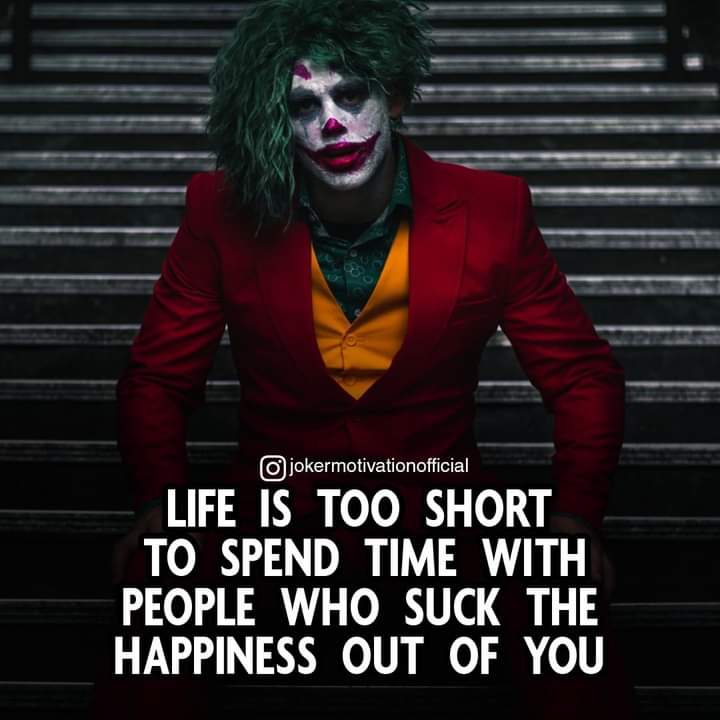 jokermotivationofficial
LIFE IS TOO SHORT
TO SPEND TIME WITH
PEOPLE WHO SUCK THE
HAPPINESS OUT OF YOU